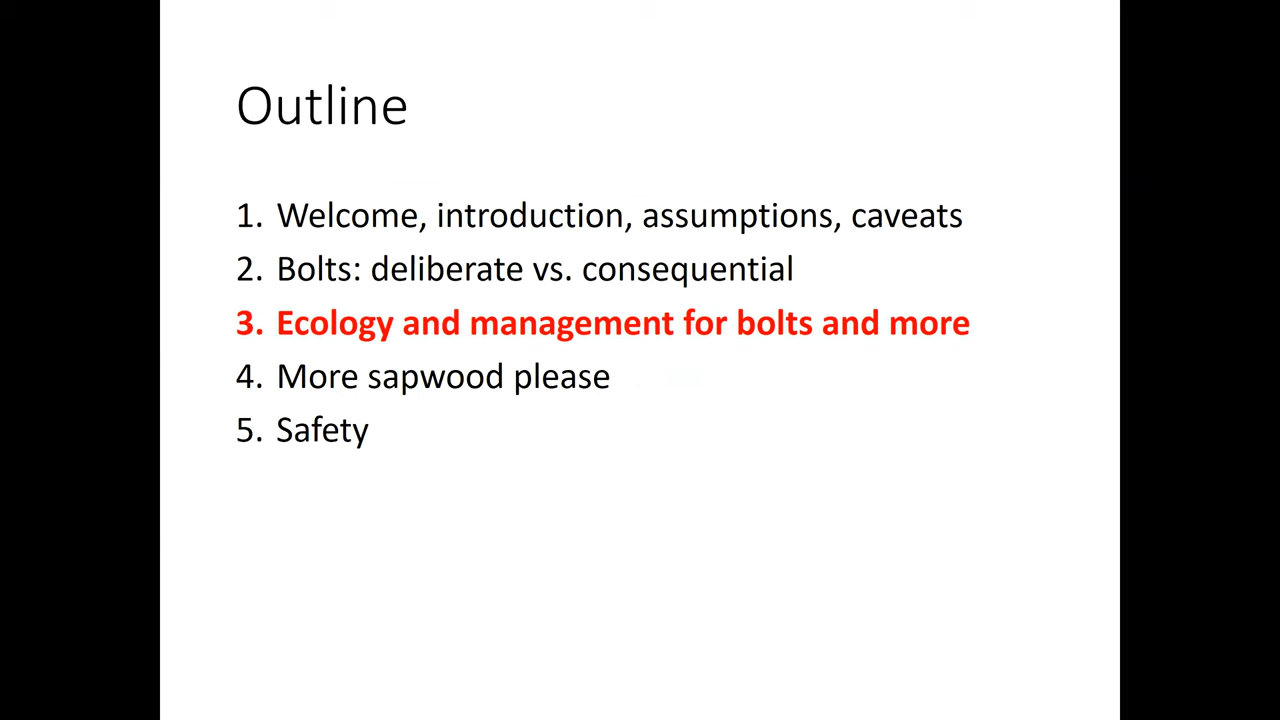 Outline
1. Welcome, introduction, assumptions, caveats
2. Bolts: deliberate vs. consequential
3. Ecology and management for bolts and more
4. More sapwood please
5. Safety